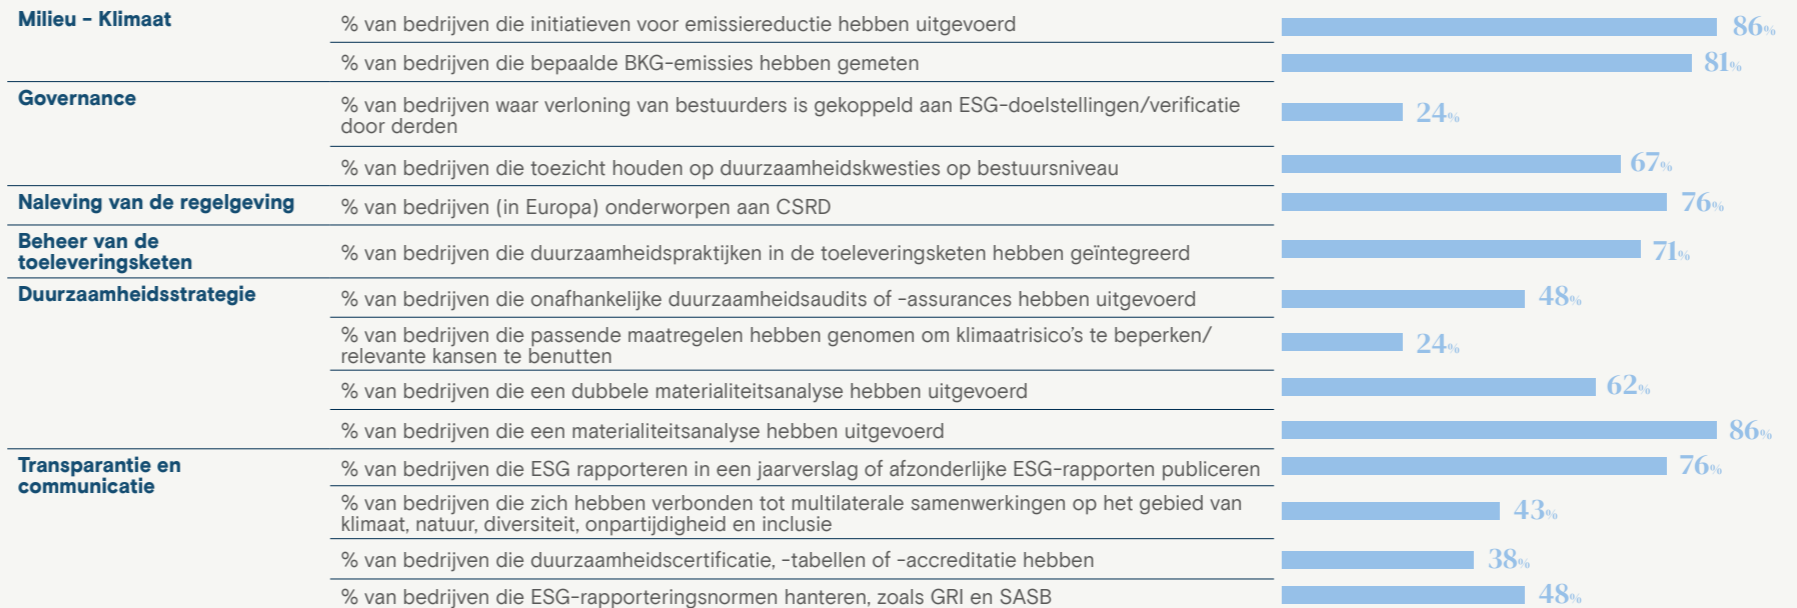 Milieu – Klimaat
% van bedrijven die initiatieven voor emissiereductie hebben uitgevoerd
86%
% van bedrijven die bepaalde BKG-emissies hebben gemeten
81%
Governance
% van bedrijven waar verloning van bestuurders is gekoppeld aan ESG-doelstellingen/verificatie
door derden
24%
% van bedrijven die toezicht houden op duurzaamheidskwesties op bestuursniveau
67%
Naleving van de regelgeving
% van bedrijven (in Europa) onderworpen aan CSRD
76%
Beheer van de
toeleveringsketen
% van bedrijven die duurzaamheidspraktijken in de toeleveringsketen hebben geïntegreerd
71%
Duurzaamheidsstrategie
% van bedrijven die onafhankelijke duurzaamheidsaudits of -assurances hebben uitgevoerd
48%
% van bedrijven die passende maatregelen hebben genomen om klimaatrisico's te beperken/
relevante kansen te benutten
24%
% van bedrijven die een dubbele materialiteitsanalyse hebben uitgevoerd
62%
% van bedrijven die een materialiteitsanalyse hebben uitgevoerd
86%
Transparantie en
communicatie
% van bedrijven die ESG rapporteren in een jaarverslag of afzonderlijke ESG-rapporten publiceren
76%
% van bedrijven die zich hebben verbonden tot multilaterale samenwerkingen op het gebied van
klimaat, natuur, diversiteit, onpartijdigheid en inclusie
43%
% van bedrijven die duurzaamheidscertificatie, -tabellen of -accreditatie hebben
38%
% van bedrijven die ESG-rapporteringsnormen hanteren, zoals GRI en SASB
48%